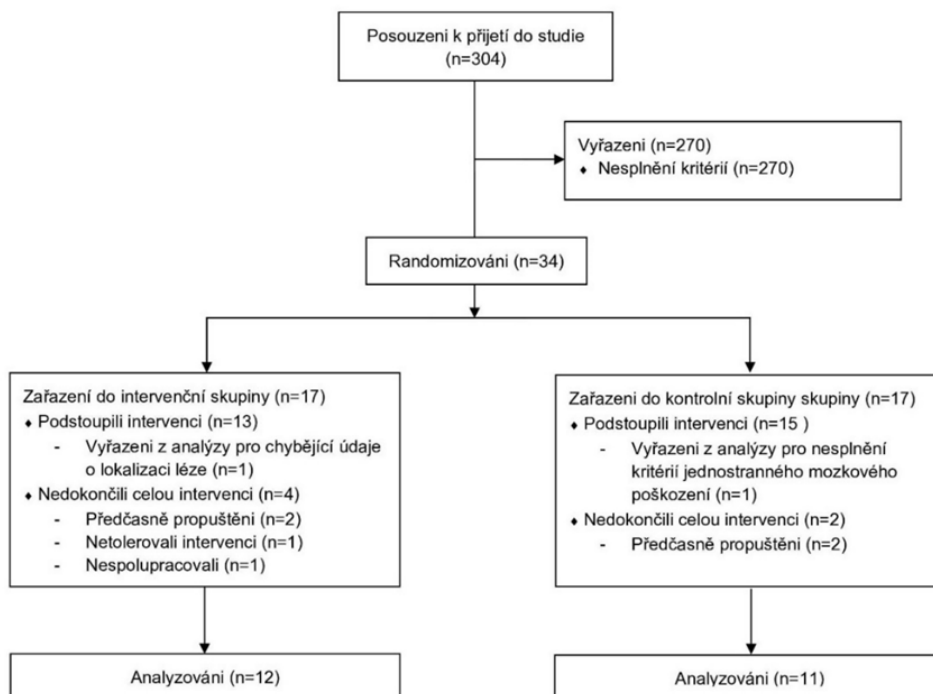 Posouzeni k přijetí do studie
(n=304)
Vyřazeni (n=270)
♦ Nesplnění kritérií (n=270)
Randomizováni (n=34)
Zařazení do intervenční skupiny (n=17)
♦ Podstoupili intervenci (n=13)
- Vyřazeni z analýzy pro chybějící údaje
o lokalizaci léze (n=1)
♦ Nedokončili celou intervenci (n=4)
- Předčasně propuštěni (n=2)
- Netolerovali intervenci (n=1)
- Nespolupracovali (n=1)
Zařazeni do kontrolní skupiny skupiny (n=17)
♦ Podstoupili intervenci (n=15 )
- Vyřazeni z analýzy pro nesplnění
kritérií jednostranného mozkového
poškození (n=1)
♦ Nedokončili celou intervenci (n=2)
- Předčasně propuštěni (n=2)
Analyzováni (n=12)
Analyzováni (n=11)